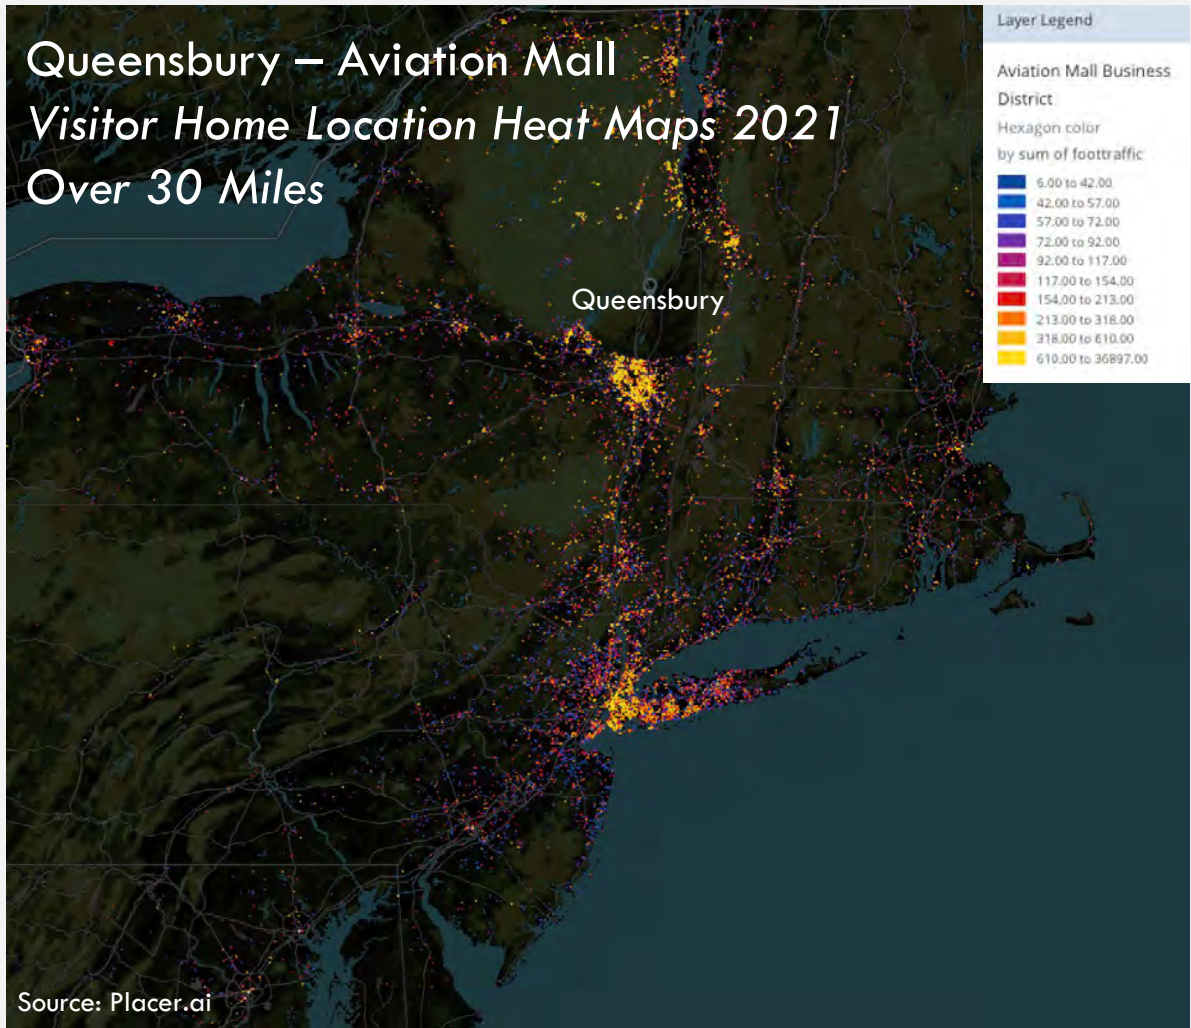 Queensbury – Aviation Mall
Visitor Home Location Heat Maps 2021
Over 30 Miles
Layer Legend
Aviation Mall Business
District
Hexagon color
by sum of foottraffic
6.00 to 42.00
42.00 to 57.00
57.00 to 72.00
72.00 to 92.00
92.00 to 117.00
117.00 to 154.00
154.00 to 213.00
213.00 to 318.00
318.00 to 610.00
610.00 to 36897.00
Queensbury
Source: Placer.ai